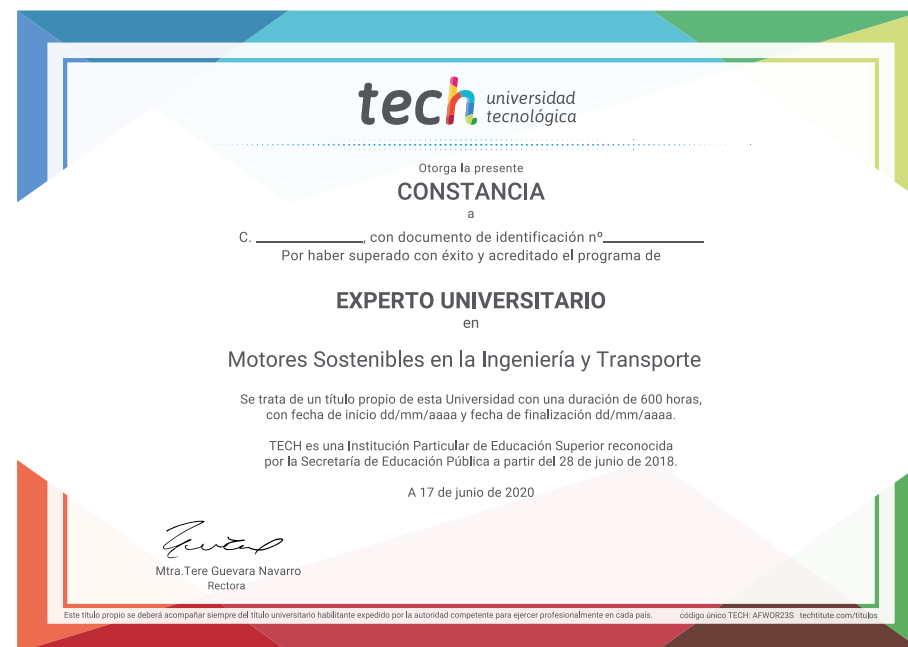 tech universidad
tecnológica
Otorga la presente
CONSTANCIA
a
C. ______________, con documento de identificación nº______________
Por haber superado con éxito y acreditado el programa de
EXPERTO UNIVERSITARIO
en
Motores Sostenibles en la Ingeniería y Transporte
Se trata de un título propio de esta Universidad con una duración de 600 horas,
con fecha de inicio dd/mm/aaaa y fecha de finalización dd/mm/aaaa.
TECH es una Institución Particular de Educación Superior reconocida
por la Secretaría de Educación Pública a partir del 28 de junio de 2018.
A 17 de junio de 2020
Mtra.Tere Guevara Navarro
Rectora
Este título propio se deberá acompañar siempre del título universitario habilitante expedido por la autoridad competente para ejercer profesionalmente en cada país. código único TECH: AFWOR23S techtitute.com/titulos